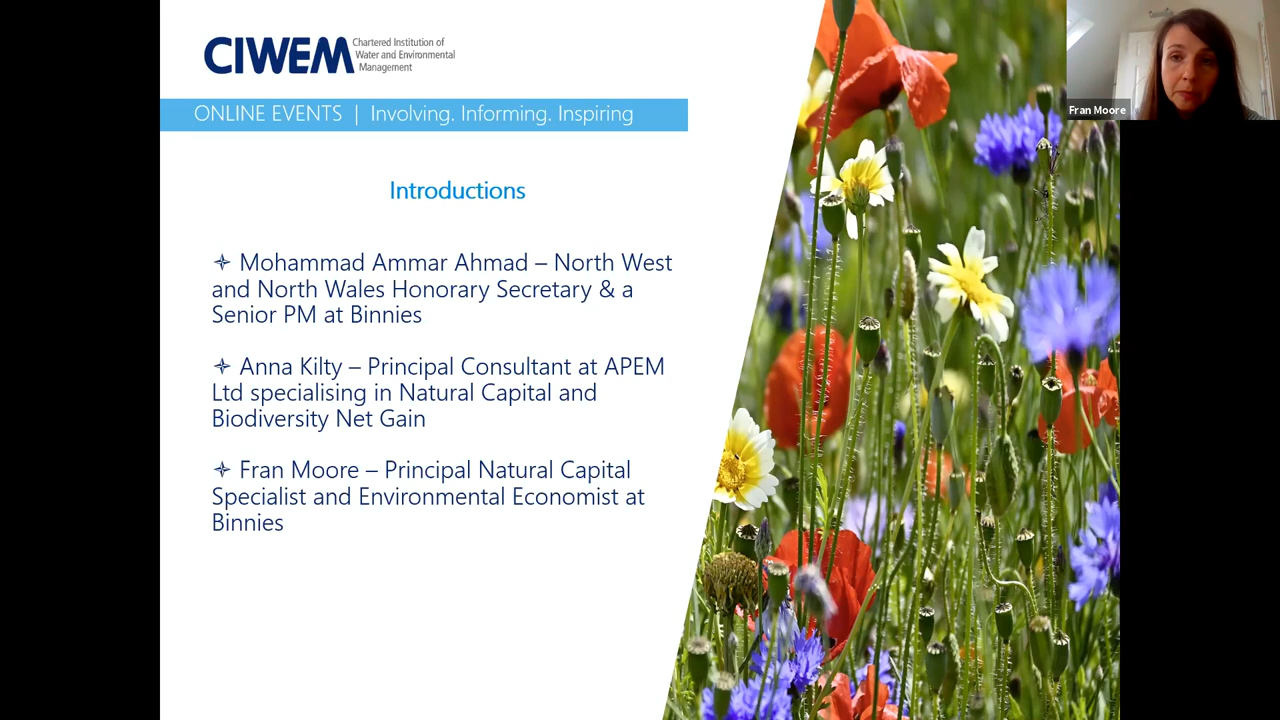 CIWEM
Chartered Institution of
Water and Environmental
Management
ONLINE EVENTS | Involving. Informing. Inspiring
Introductions
Mohammad Ammar Ahmad – North West
and North Wales Honorary Secretary & a
Senior PM at Binnies
Anna Kilty – Principal Consultant at APEM
Ltd specialising in Natural Capital and
Biodiversity Net Gain
Fran Moore – Principal Natural Capital
Specialist and Environmental Economist at
Binnies
Fran Moore